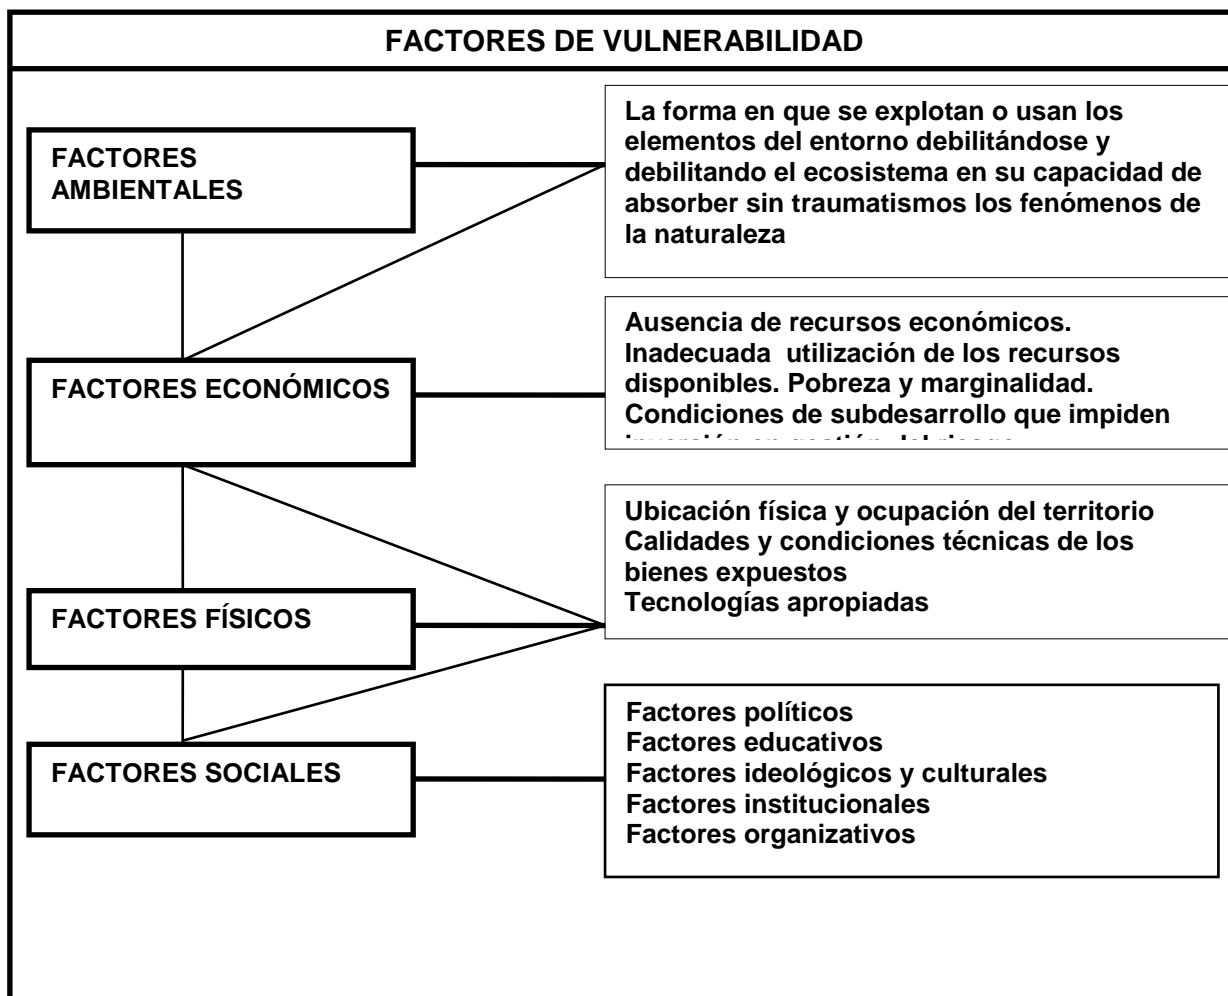 FACTORES DE VULNERABILIDAD
FACTORES
AMBIENTALES
La forma en que se explotan o usan los
elementos del entorno debilitándose y
debilitando el ecosistema en su capacidad de
absorber sin traumatismos los fenómenos de
la naturaleza
FACTORES ECONÓMICOS
Ausencia de recursos económicos.
Inadecuada  utilización de los recursos
disponibles. Pobreza y marginalidad.
Condiciones de subdesarrollo que impiden
FACTORES FÍSICOS
Ubicación física y ocupación del territorio
Calidades y condiciones técnicas de los
bienes expuestos
Tecnologías apropiadas
FACTORES SOCIALES
Factores políticos
Factores educativos
Factores ideológicos y culturales
Factores institucionales
Factores organizativos